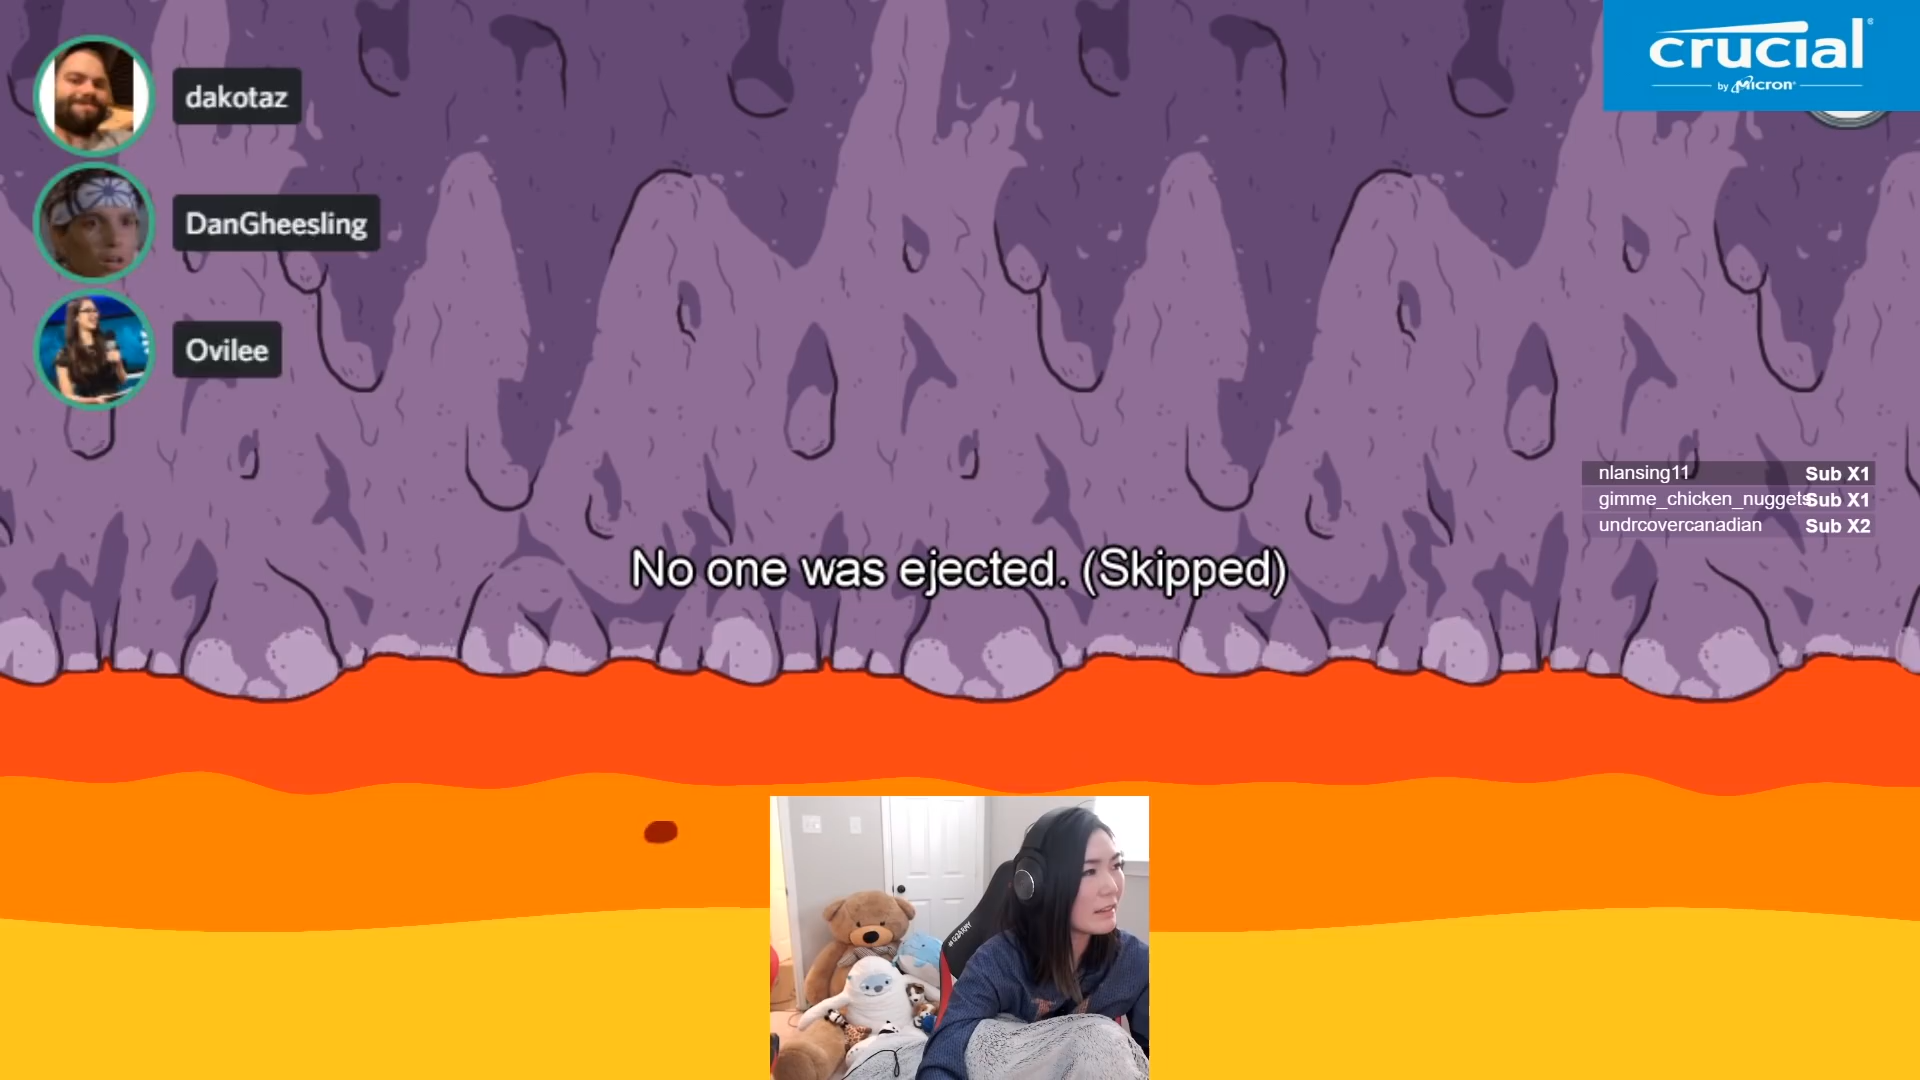 crucial
by Micron
dakotaz
DanGheesling
Ovilee
nlansing11 Sub X1
gimme_chicken_nuggets Sub X1
undrcovercanadian Sub X2
No one was ejected. (Skipped)